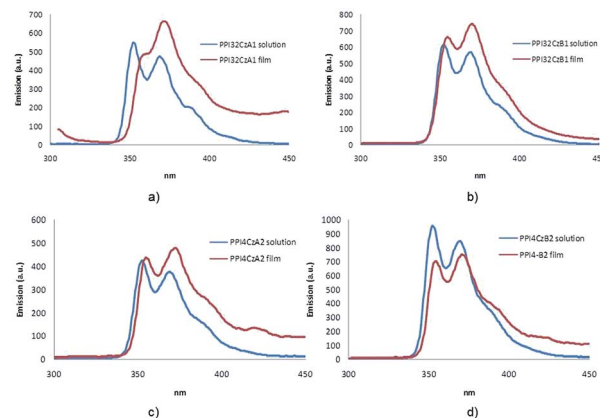 700
600
500
400
300
200
100
0
Emission (a.u.)
PPI32CzA1 solution
PPI32CzA1 film
300 350 400 450
nm
a)
800
700
600
500
400
300
200
100
0
Emission (a.u.)
PPI32CzB1 solution
PPI32CzB1 film
300 350 400 450
nm
b)
600
500
400
300
200
100
0
Emission (a.u.)
PPI4CzA2 solution
PPI4CzA2 film
300 350 400 450
nm
c)
1000
900
800
700
600
500
400
300
200
100
0
Emission (a.u.)
PPI4CzB2 solution
PPI4-B2 film
300 350 400 450
nm
d)